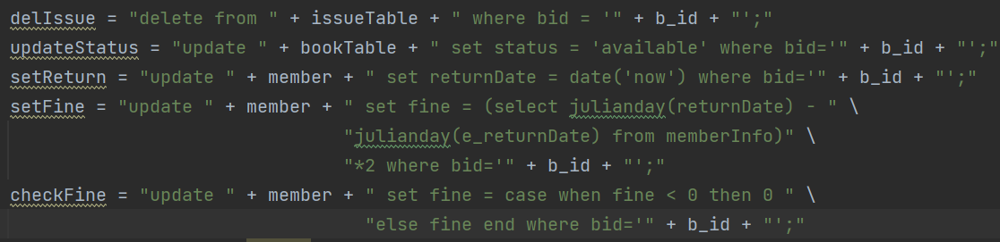 delIssue = "delete from " + issueTable + " where bid = '" + b_id + "';"
updateStatus = "update " + bookTable + " set status = 'available' where bid='" + b_id + "';"
setReturn = "update " + member + " set returnDate = date('now') where bid='" + b_id + "';"
setFine = "update " + member + " set fine = (select julianday(returnDate) - " \
"julianday(e_returnDate) from memberInfo)" \
"*2 where bid='" + b_id + "';"
checkFine = "update " + member + " set fine = case when fine < 0 then 0 " \
"else fine end where bid='" + b_id + "';"